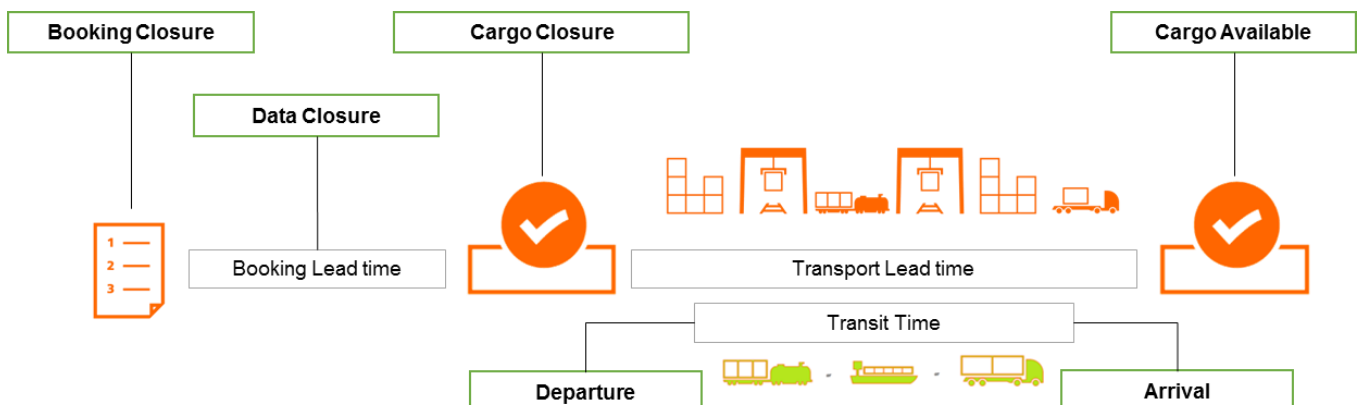 Booking Closure
Cargo Closure
Cargo Available
Data Closure
1
2
3
Booking Lead time
Transport Lead time
Transit Time
Departure
Arrival